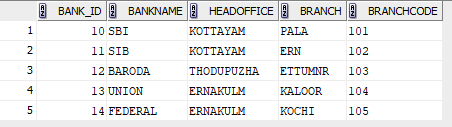 BANK_ID BANKNAME HEADOFFICE BRANCH BRANCHCODE
1 10 SBI KOTTAYAM PALA 101
2 11 SIB KOTTAYAM ERN 102
3 12 BARODA THODUPUZHA ETTUMNR 103
4 13 UNION ERNAKULM KALOOR 104
5 14 FEDERAL ERNAKULM KOCHI 105